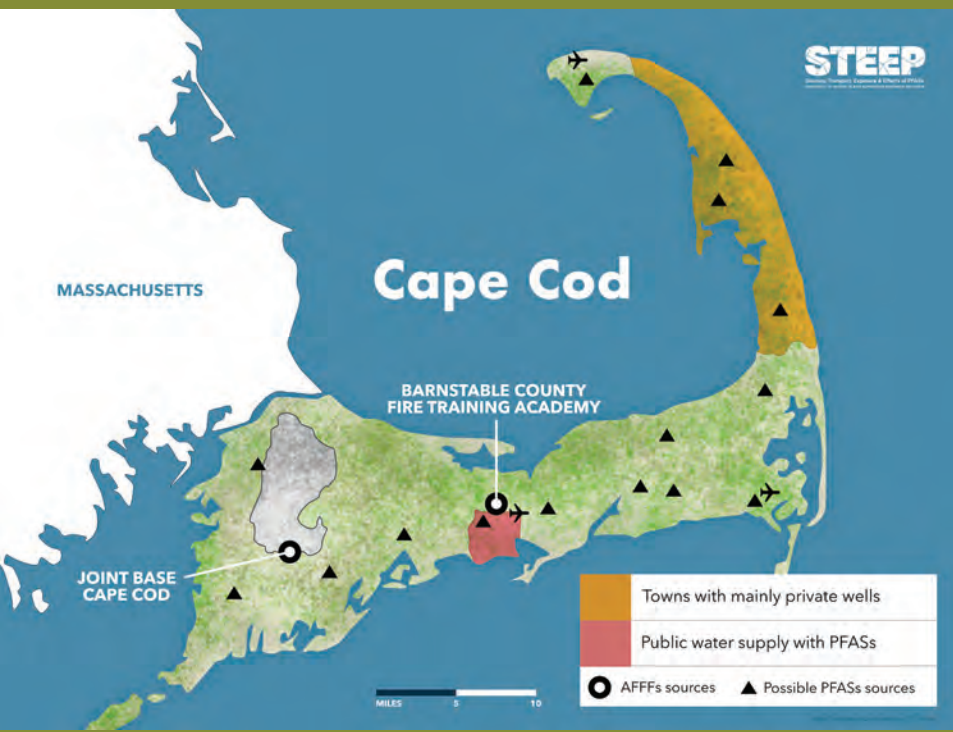 STEEP
MASSACHUSETTS
Cape Cod
BARNSTABLE COUNTY
FIRE TRAINING ACADEMY
JOINT BASE
CAPE COD
Towns with mainly private wells
Public water supply with PFASs
AFFFs sources
Possible PFASs sources
MILES 5 10